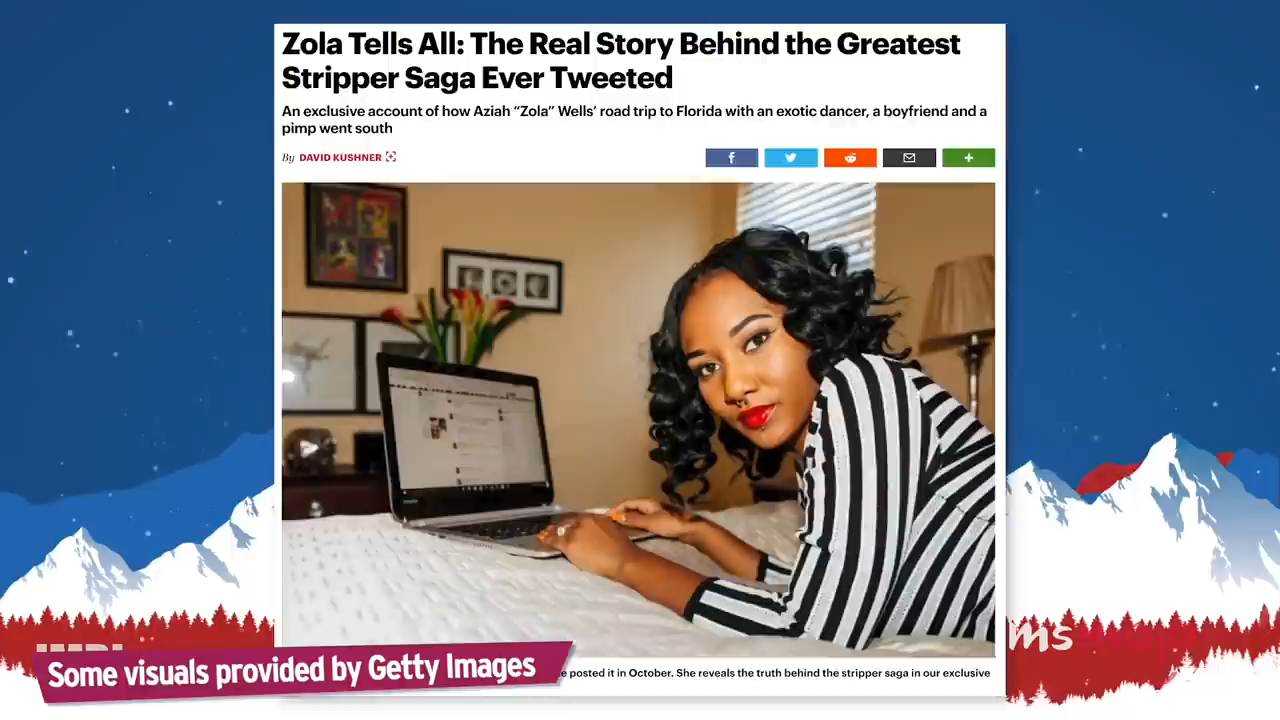 Zola Tells All: The Real Story Behind the Greatest
Stripper Saga Ever Tweeted
An exclusive account of how Aziah “Zola” Wells’ road trip to Florida with an exotic dancer, a boyfriend and a
pimp went south
By DAVID KUSHNER
Some visuals provided by Getty Images
posted it in October. She reveals the truth behind the stripper saga in our exclusive